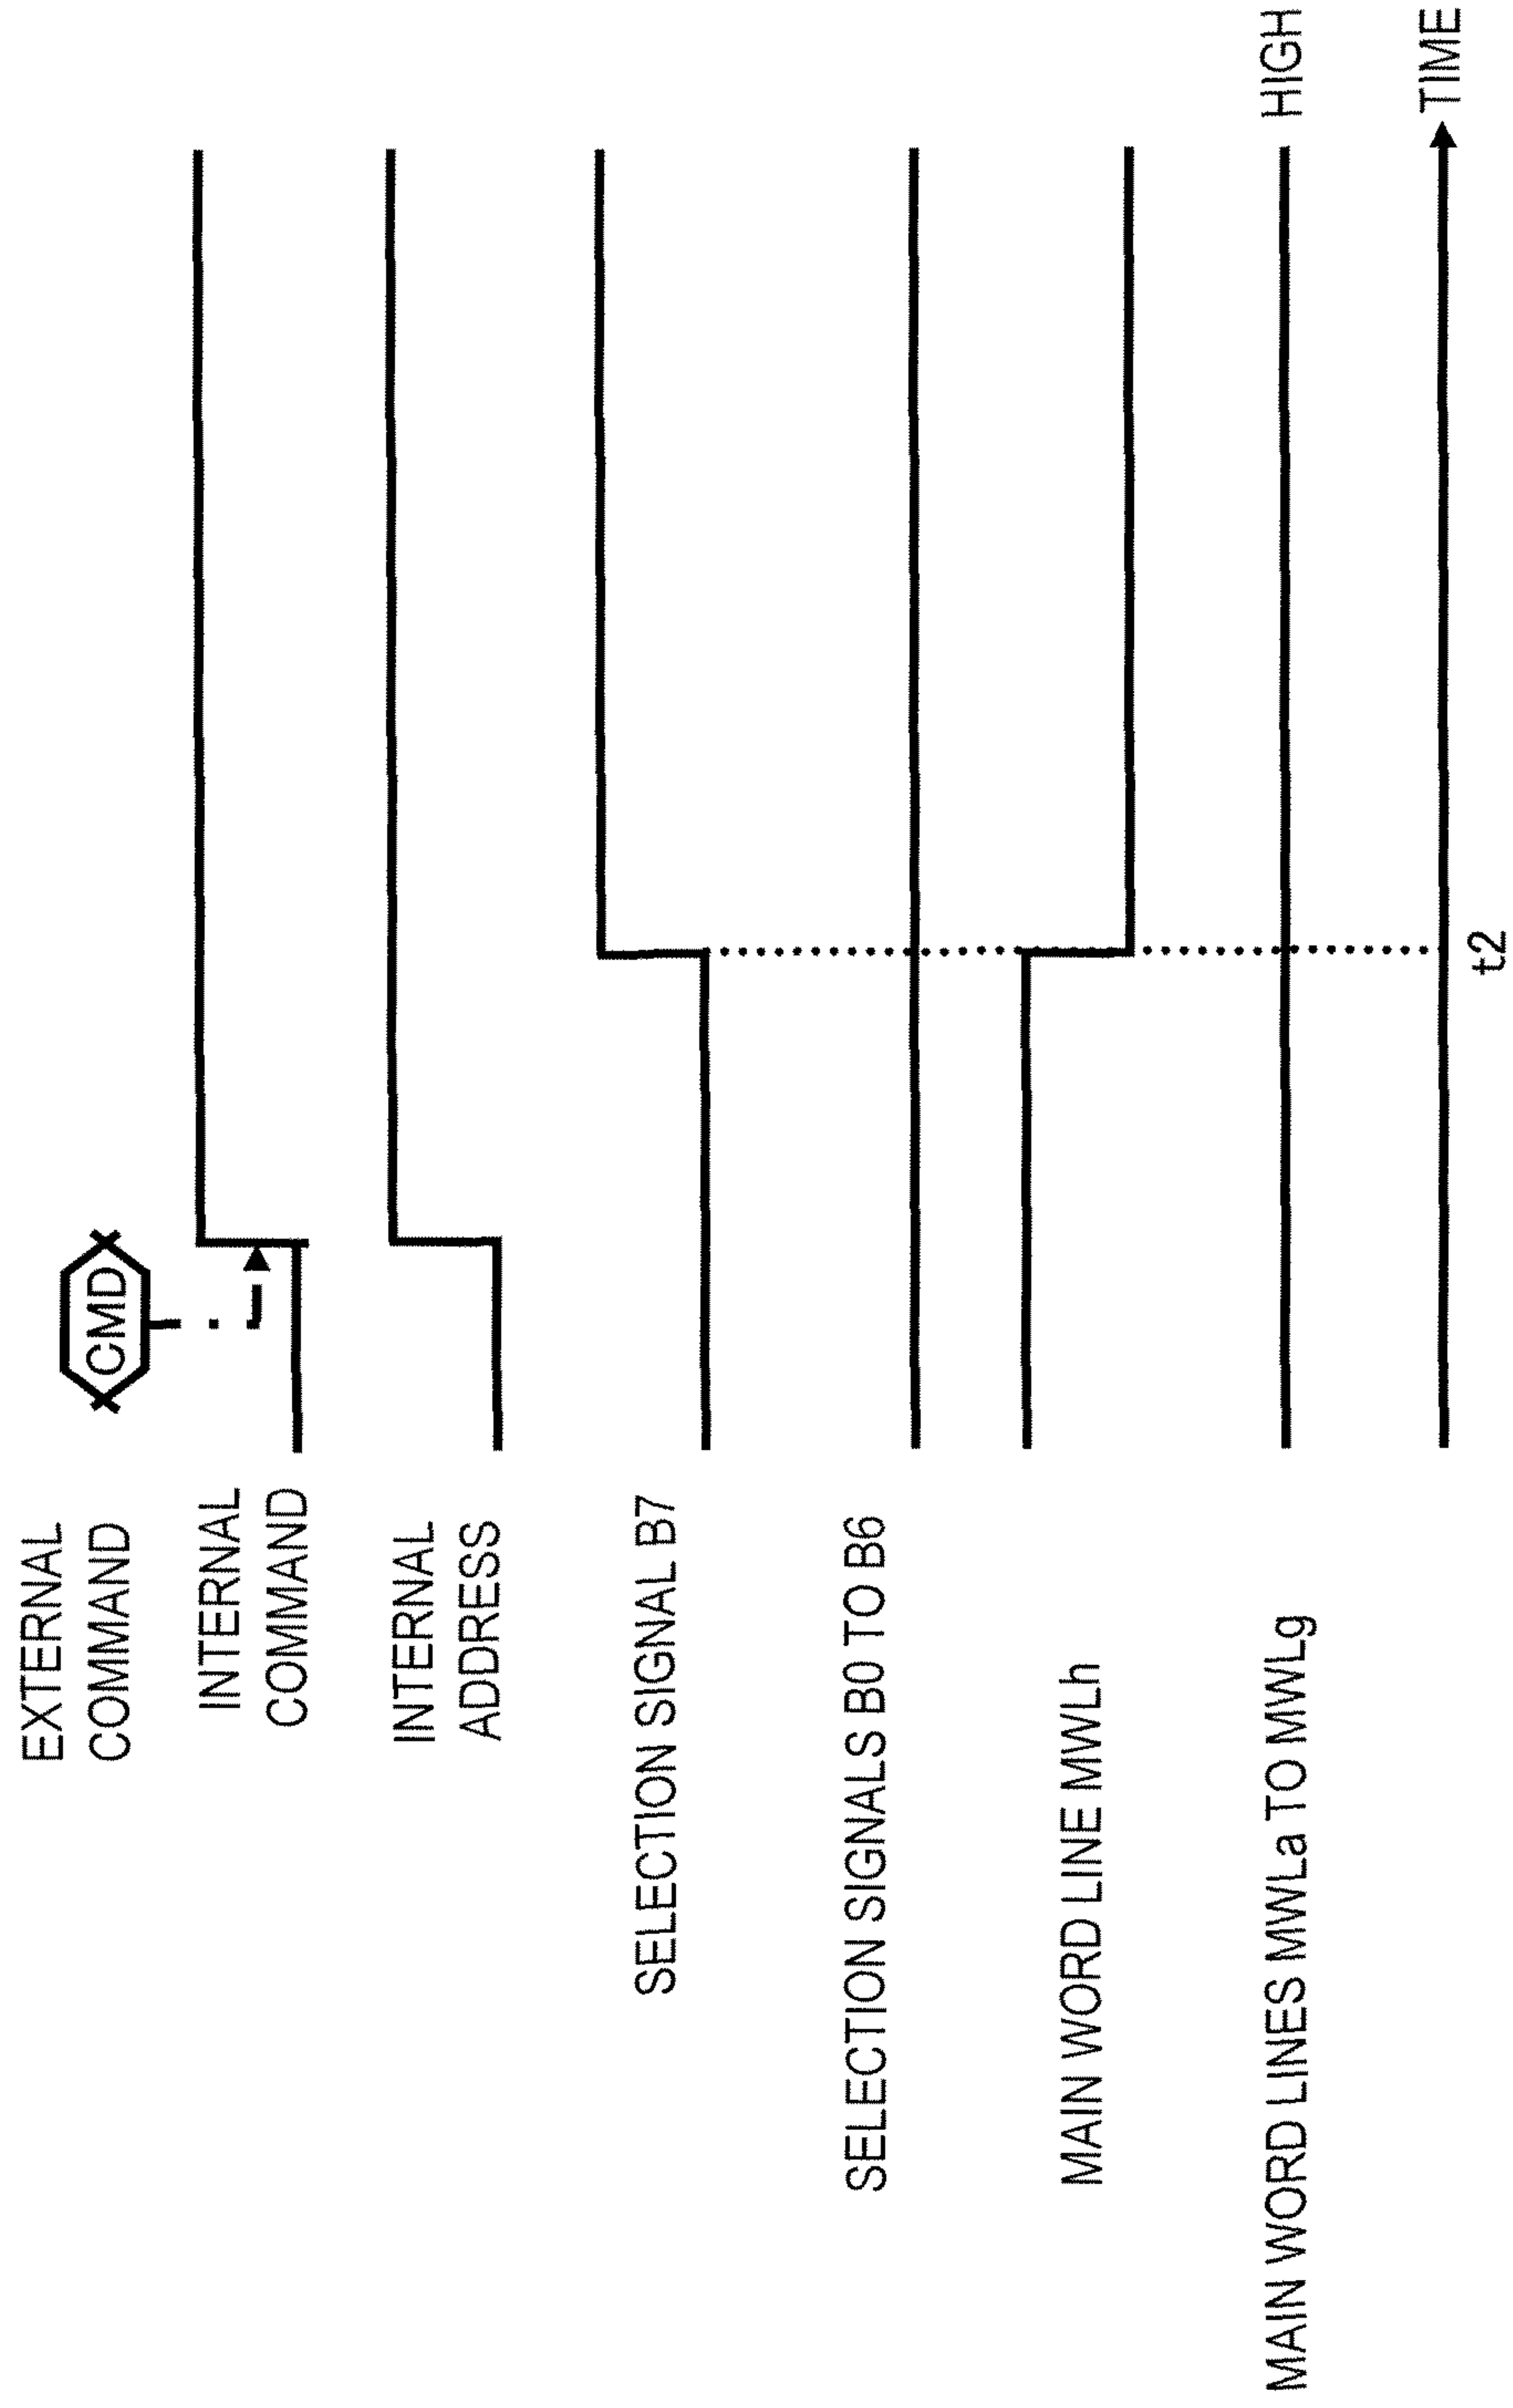 EXTERNAL
COMMAND
CMD
INTERNAL
COMMAND
INTERNAL
ADDRESS
SELECTION SIGNAL B7
SELECTION SIGNALS B0 TO B6
MAIN WORD LINE MWLh
MAIN WORD LINES MWLa TO MWLg
HIGH
TIME
t2